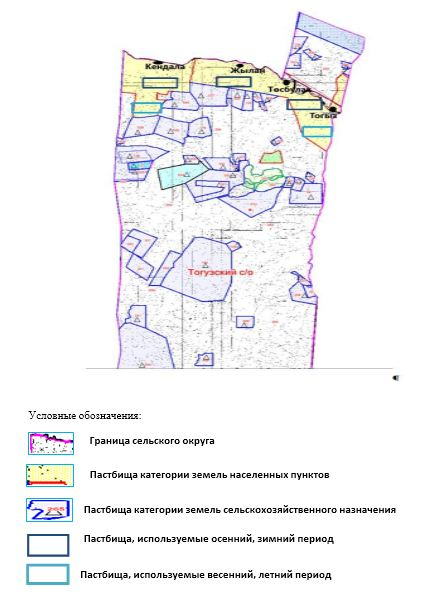 Кендала
Жылан
Тосбулак
Тогыз
Тогузский с/о
Условные обозначения:
Граница сельского округа
Пастбища категории земель населенных пунктов
Пастбища категории земель сельскохозяйственного назначения
Пастбища, используемые осенний, зимний период
Пастбища, используемые весенний, летний период